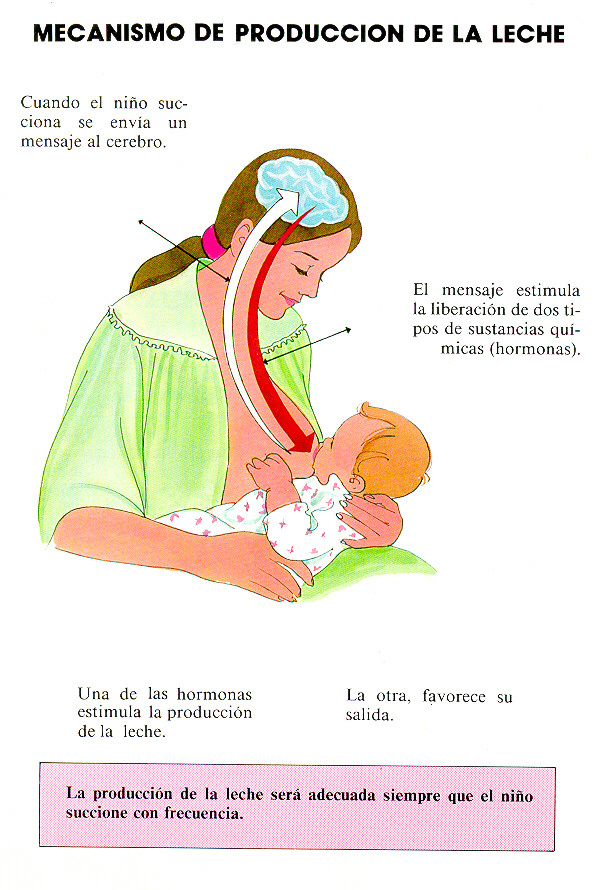 MECANISMO DE PRODUCCION DE LA LECHE
Cuando el niño suc-
ciona se envía un
mensaje al cerebro.
El mensaje estimula
la liberación de dos ti-
pos de sustancias quí-
micas (hormonas).
Una de las hormonas
estimula la producción
de la leche.
La otra, favorece su
salida.
La producción de la leche será adecuada siempre que el niño
succione con frecuencia.